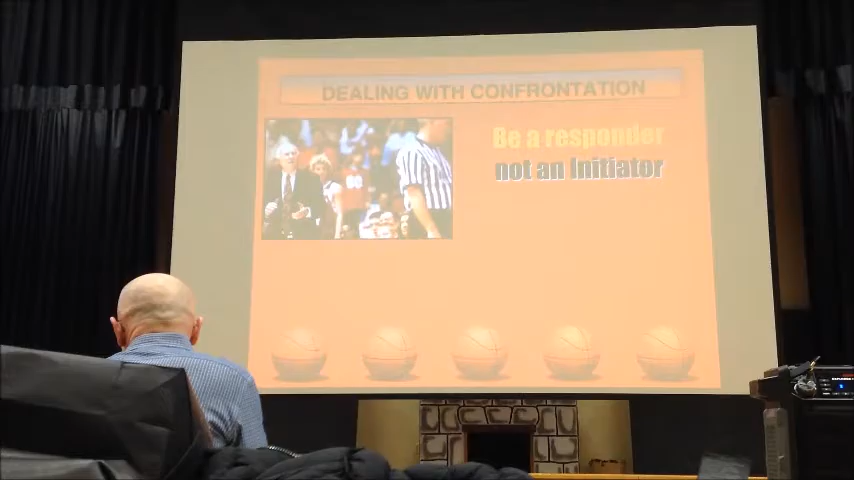 DEALING WITH CONFRONTATION
Be a responder
not an Initiator